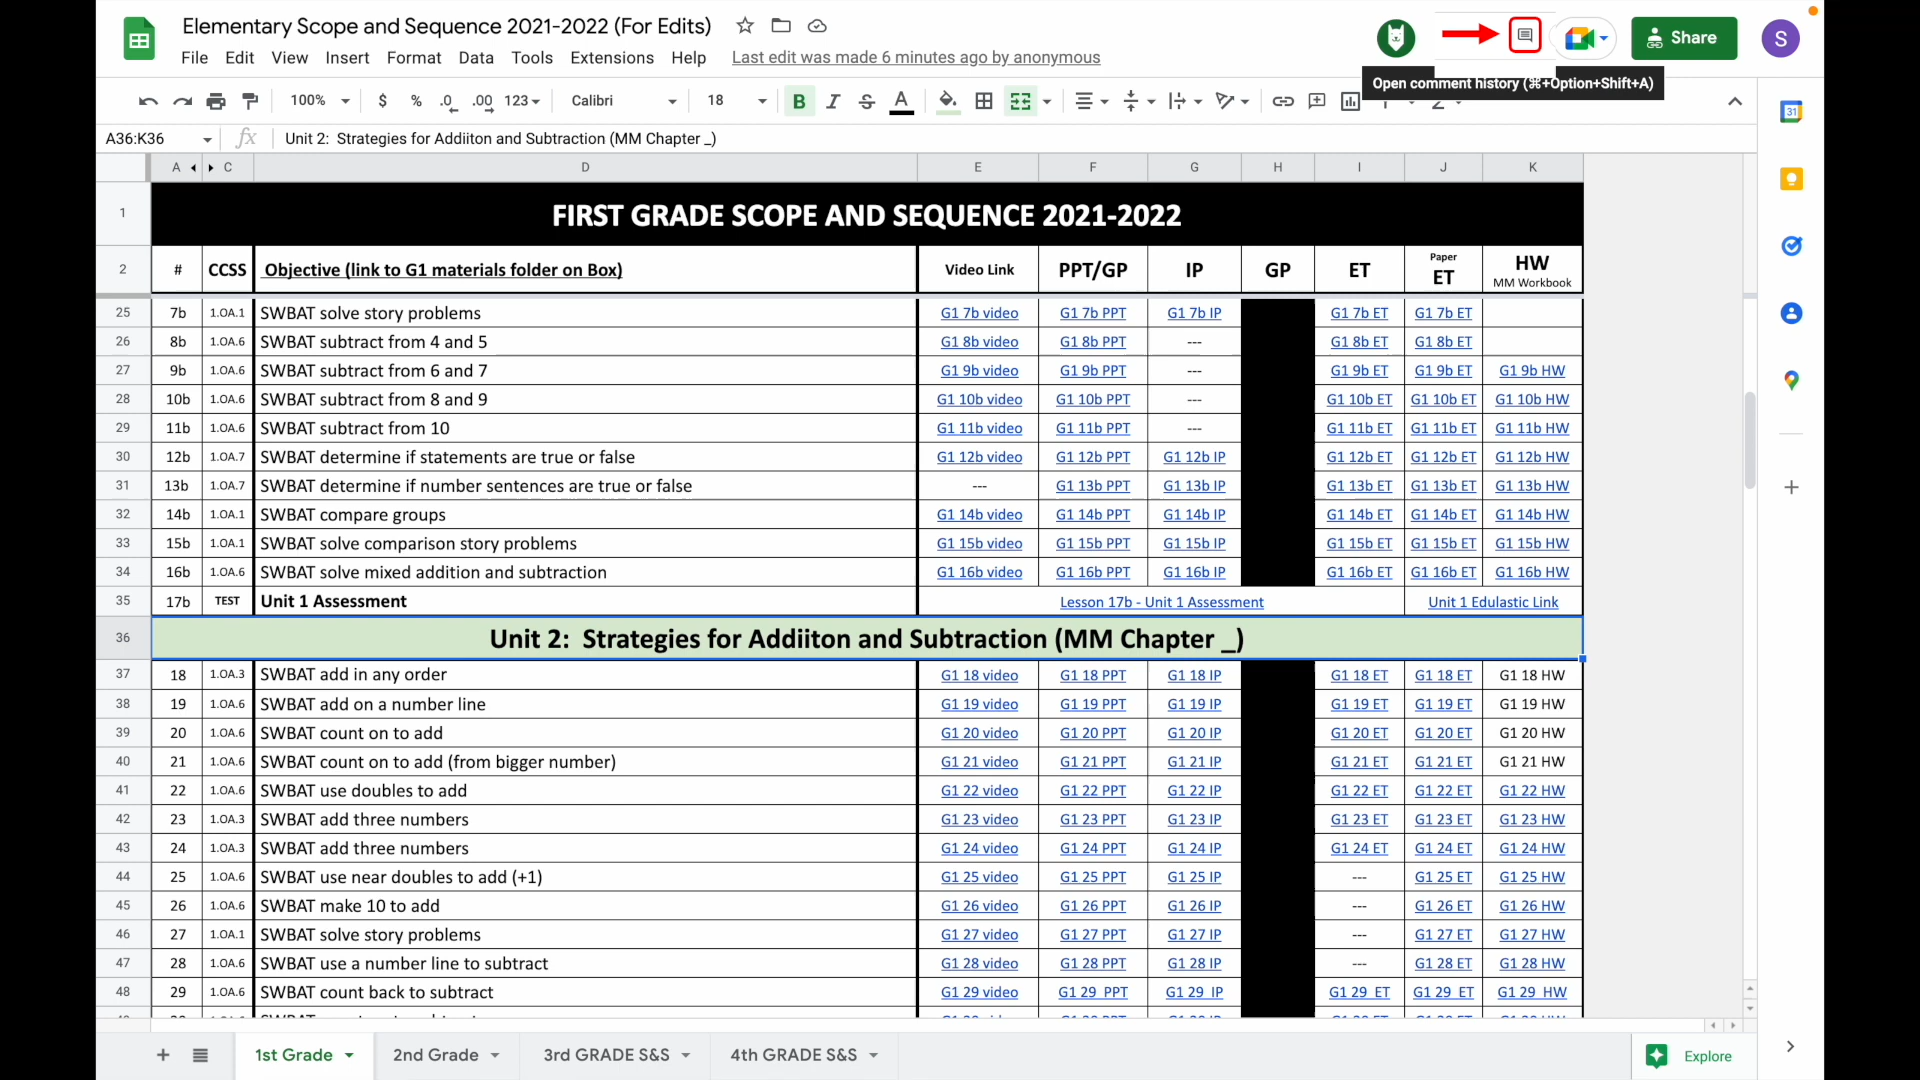 Elementary Scope and Sequence 2021-2022 (For Edits)
S
Share
File Edit View Insert Format Data Tools Extensions Help Last edit was made 6 minutes ago by anonymous
Open comment history (⌘+Option+Shift+A)
100% $ % .0 .00 123 Calibri 18 B I S A
31
A36:K36 fx Unit 2: Strategies for Addiiton and Subtraction (MM Chapter _)
A C D E F G H I J K
1 FIRST GRADE SCOPE AND SEQUENCE 2021-2022
2 # CCSS Objective (link to G1 materials folder on Box) Video Link PPT/GP IP GP ET Paper ET HW MM Workbook
25 7b 1.OA.1 SWBAT solve story problems G1 7b video G1 7b PPT G1 7b IP G1 7b ET G1 7b ET
26 8b 1.OA.6 SWBAT subtract from 4 and 5 G1 8b video G1 8b PPT --- G1 8b ET G1 8b ET
27 9b 1.OA.6 SWBAT subtract from 6 and 7 G1 9b video G1 9b PPT --- G1 9b ET G1 9b ET G1 9b HW
28 10b 1.OA.6 SWBAT subtract from 8 and 9 G1 10b video G1 10b PPT --- G1 10b ET G1 10b ET G1 10b HW
29 11b 1.OA.6 SWBAT subtract from 10 G1 11b video G1 11b PPT --- G1 11b ET G1 11b ET G1 11b HW
30 12b 1.OA.7 SWBAT determine if statements are true or false G1 12b video G1 12b PPT G1 12b IP G1 12b ET G1 12b ET G1 12b HW
31 13b 1.OA.7 SWBAT determine if number sentences are true or false --- G1 13b PPT G1 13b IP G1 13b ET G1 13b ET G1 13b HW
32 14b 1.OA.1 SWBAT compare groups G1 14b video G1 14b PPT G1 14b IP G1 14b ET G1 14b ET G1 14b HW
33 15b 1.OA.1 SWBAT solve comparison story problems G1 15b video G1 15b PPT G1 15b IP G1 15b ET G1 15b ET G1 15b HW
34 16b 1.OA.6 SWBAT solve mixed addition and subtraction G1 16b video G1 16b PPT G1 16b IP G1 16b ET G1 16b ET G1 16b HW
35 17b TEST Unit 1 Assessment Lesson 17b - Unit 1 Assessment Unit 1 Edulastic Link
36 Unit 2: Strategies for Addiiton and Subtraction (MM Chapter _)
37 18 1.OA.3 SWBAT add in any order G1 18 video G1 18 PPT G1 18 IP G1 18 ET G1 18 ET G1 18 HW
38 19 1.OA.6 SWBAT add on a number line G1 19 video G1 19 PPT G1 19 IP G1 19 ET G1 19 ET G1 19 HW
39 20 1.OA.6 SWBAT count on to add G1 20 video G1 20 PPT G1 20 IP G1 20 ET G1 20 ET G1 20 HW
40 21 1.OA.6 SWBAT count on to add (from bigger number) G1 21 video G1 21 PPT G1 21 IP G1 21 ET G1 21 ET G1 21 HW
41 22 1.OA.6 SWBAT use doubles to add G1 22 video G1 22 PPT G1 22 IP G1 22 ET G1 22 ET G1 22 HW
42 23 1.OA.3 SWBAT add three numbers G1 23 video G1 23 PPT G1 23 IP G1 23 ET G1 23 ET G1 23 HW
43 24 1.OA.3 SWBAT add three numbers G1 24 video G1 24 PPT G1 24 IP G1 24 ET G1 24 ET G1 24 HW
44 25 1.OA.6 SWBAT use near doubles to add (+1) G1 25 video G1 25 PPT G1 25 IP --- G1 25 ET G1 25 HW
45 26 1.OA.6 SWBAT make 10 to add G1 26 video G1 26 PPT G1 26 IP --- G1 26 ET G1 26 HW
46 27 1.OA.1 SWBAT solve story problems G1 27 video G1 27 PPT G1 27 IP --- G1 27 ET G1 27 HW
47 28 1.OA.6 SWBAT use a number line to subtract G1 28 video G1 28 PPT G1 28 IP --- G1 28 ET G1 28 HW
48 29 1.OA.6 SWBAT count back to subtract G1 29 video G1 29 PPT G1 29 IP G1 29 ET G1 29 ET G1 29 HW
1st Grade 2nd Grade 3rd GRADE S&S 4th GRADE S&S Explore